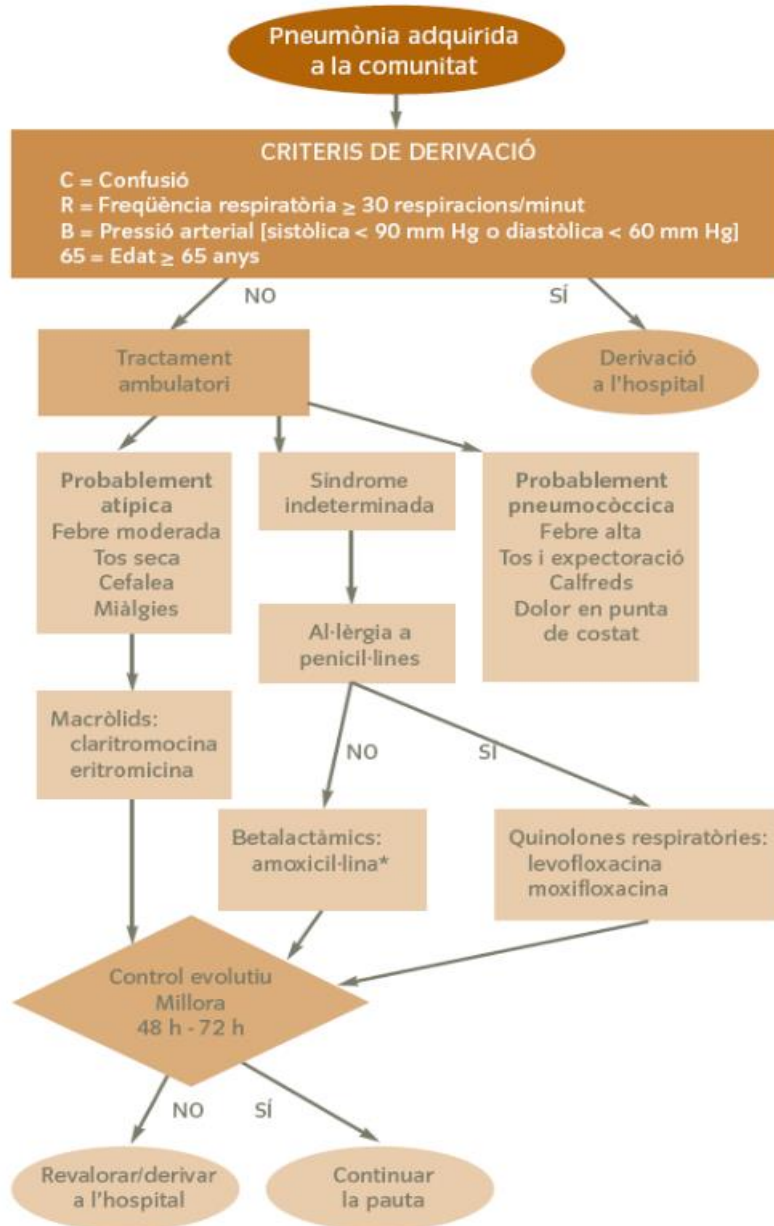 Pneumònia adquirida
a la comunitat
CRITERIS DE DERIVACIÓ
C = Confusió
R = Freqüència respiratòria ≥ 30 respiracions/minut
B = Pressió arterial [sistòlica < 90 mm Hg o diastòlica < 60 mm Hg]
65 = Edat ≥ 65 anys
NO
SÍ
Tractament
ambulatori
Derivació
a l'hospital
Probablement
atípica
Febre moderada
Tos seca
Cefalea
Miàlgies
Síndrome
indeterminada
Probablement
pneumocòccica
Febre alta
Tos i expectoració
Calfreds
Dolor en punta
de costat
Al·lèrgia a
penicil·lines
Macròlids:
claritromocina
eritromicina
NO
SÍ
Betalactàmics:
amoxicil·lina*
Quinolones respiratòries:
levofloxacina
moxifloxacina
Control evolutiu
Millora
48 h - 72 h
NO
SÍ
Revalorar/derivar
a l'hospital
Continuar
la pauta